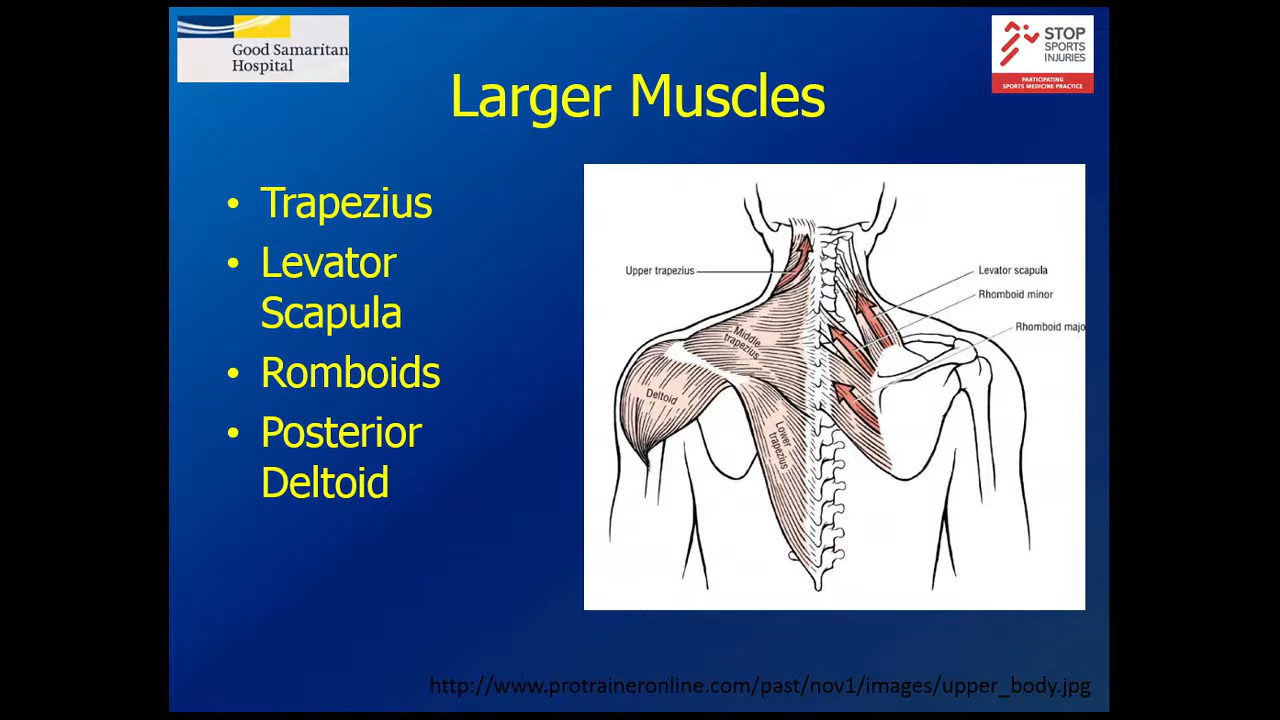 Good Samaritan
Hospital
STOP
SPORTS
INJURIES
PARTICIPATING
SPORTS MEDICINE PRACTICE
Larger Muscles
• Trapezius
• Levator
Scapula
• Romboids
• Posterior
Deltoid
Upper trapezius
Levator scapula
Rhomboid minor
Rhomboid majo
Middle
trapezius
Deltoid
Lower
trapezius
http://www.protraineronline.com/past/nov1/images/upper_body.jpg